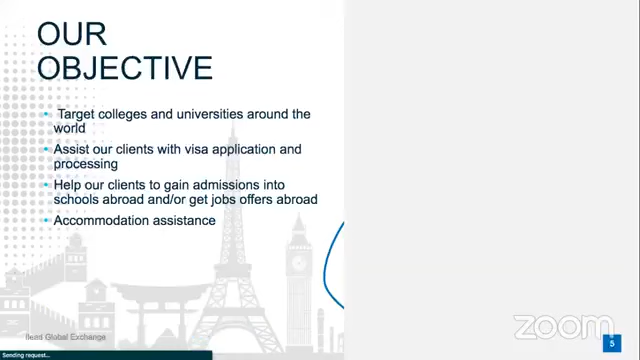 OUR
OBJECTIVE
• Target colleges and universities around the
world
• Assist our clients with visa application and
processing
• Help our clients to gain admissions into
schools abroad and/or get jobs offers abroad
• Accommodation assistance
Ilead Global Exchange
zoom
5
Sending request...